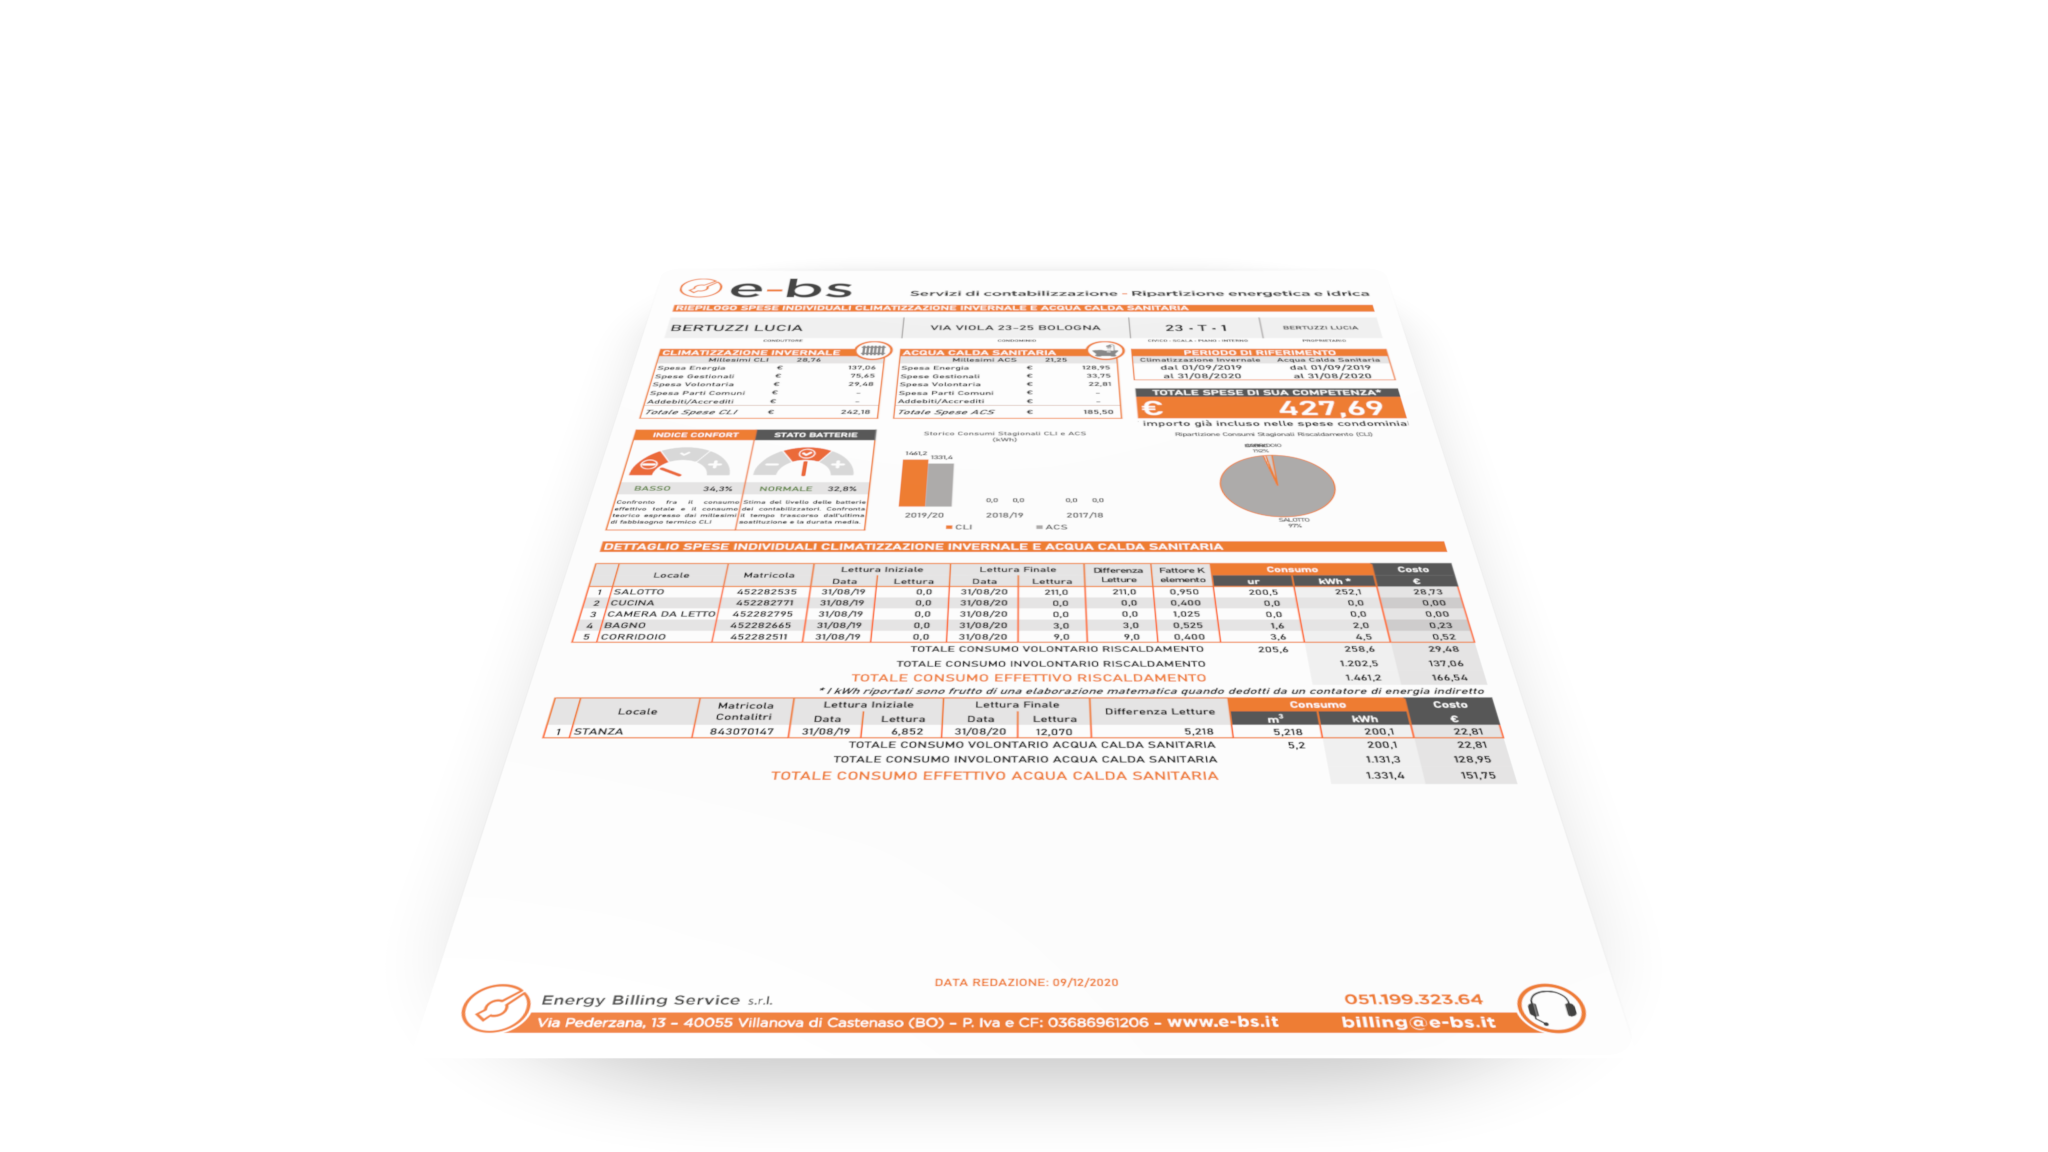 e-bs
Servizi di contabilizzazione - Ripartizione energetica e idrica
RIEPILOGO SPESE INDIVIDUALI CLIMATIZZAZIONE INVERNALE E ACQUA CALDA SANITARIA
BERTUZZI LUCIA VIA VIOLA 23-25 BOLOGNA 23 - T - 1 BERTUZZI LUCIA
CONDUTTORE CONDOMINIO CIVICO - SCALA - PIANO - INTERNO PROPRIETARIO
CLIMATIZZAZIONE INVERNALE
Millesimi CLI 28,76
Spesa Energia € 137,06
Spese Gestionali € 75,65
Spesa Volontaria € 29,48
Spesa Parti Comuni € -
Addebiti/Accrediti € -
Totale Spese CLI € 242,18
ACQUA CALDA SANITARIA
Millesimi ACS 21,25
Spesa Energia € 128,95
Spese Gestionali € 33,75
Spesa Volontaria € 22,81
Spesa Parti Comuni € -
Addebiti/Accrediti € -
Totale Spese ACS € 185,50
PERIODO DI RIFERIMENTO
Climatizzazione Invernale Acqua Calda Sanitaria
dal 01/09/2019 dal 01/09/2019
al 31/08/2020 al 31/08/2020
TOTALE SPESE DI SUA COMPETENZA*
€ 427,69
importo già incluso nelle spese condominia
INDICE CONFORT STATO BATTERIE
BASSO 34,3% NORMALE 32,8%
Confronto fra il consumo effettivo totale e il consumo teorico espresso dai millesimi di fabbisogno termico CLI
Stima del livello delle batterie dei contabilizzatori. Confronta il tempo trascorso dall'ultima sostituzione e la durata media.
Storico Consumi Stagionali CLI e ACS
(kWh)
1461,2 1331,4
0,0 0,0 0,0 0,0
2019/20 2018/19 2017/18
CLI ACS
Ripartizione Consumi Stagionali Riscaldamento (CLI)
SALOTTO
97%
DETTAGLIO SPESE INDIVIDUALI CLIMATIZZAZIONE INVERNALE E ACQUA CALDA SANITARIA
Locale Matricola Lettura Iniziale Lettura Finale Differenza Letture Fattore K elemento Consumo Costo
Data Lettura Data Lettura ur kWh * €
1 SALOTTO 452282535 31/08/19 0,0 31/08/20 211,0 211,0 0,950 200,5 252,1 28,73
2 CUCINA 452282771 31/08/19 0,0 31/08/20 0,0 0,0 0,400 0,0 0,0 0,00
3 CAMERA DA LETTO 452282795 31/08/19 0,0 31/08/20 0,0 0,0 1,025 0,0 0,0 0,00
4 BAGNO 452282665 31/08/19 0,0 31/08/20 3,0 3,0 0,525 1,6 2,0 0,23
5 CORRIDOIO 452282511 31/08/19 0,0 31/08/20 9,0 9,0 0,400 3,6 4,5 0,52
TOTALE CONSUMO VOLONTARIO RISCALDAMENTO 205,6 258,6 29,48
TOTALE CONSUMO INVOLONTARIO RISCALDAMENTO 1.202,5 137,06
TOTALE CONSUMO EFFETTIVO RISCALDAMENTO 1.461,2 166,54
* I kWh riportati sono frutto di una elaborazione matematica quando dedotti da un contatore di energia indiretto
Locale Matricola Contalitri Lettura Iniziale Lettura Finale Differenza Letture Consumo Costo
Data Lettura Data Lettura m³ kWh €
1 STANZA 843070147 31/08/19 6,852 31/08/20 12,070 5,218 5,218 200,1 22,81
TOTALE CONSUMO VOLONTARIO ACQUA CALDA SANITARIA 5,2 200,1 22,81
TOTALE CONSUMO INVOLONTARIO ACQUA CALDA SANITARIA 1.131,3 128,95
TOTALE CONSUMO EFFETTIVO ACQUA CALDA SANITARIA 1.331,4 151,75
DATA REDAZIONE: 09/12/2020
Energy Billing Service s.r.l. 051.199.323.64
Via Pederzana, 13 - 40055 Villanova di Castenaso (BO) - P. Iva e CF: 03686961206 - www.e-bs.it billing@e-bs.it